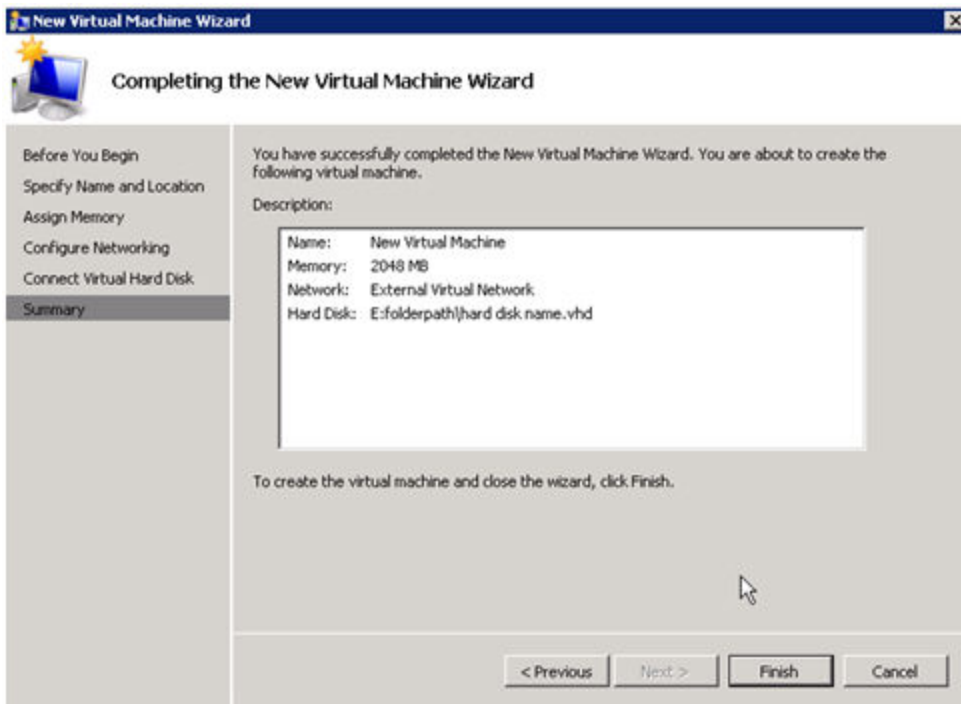 New Virtual Machine Wizard
Completing the New Virtual Machine Wizard
Before You Begin
Specify Name and Location
Assign Memory
Configure Networking
Connect Virtual Hard Disk
Summary
You have successfully completed the New Virtual Machine Wizard. You are about to create the
following virtual machine.
Description:
Name: New Virtual Machine
Memory: 2048 MB
Network: External Virtual Network
Hard Disk: E:folderpath\hard disk name.vhd
To create the virtual machine and close the wizard, click Finish.
< Previous Next > Finish Cancel